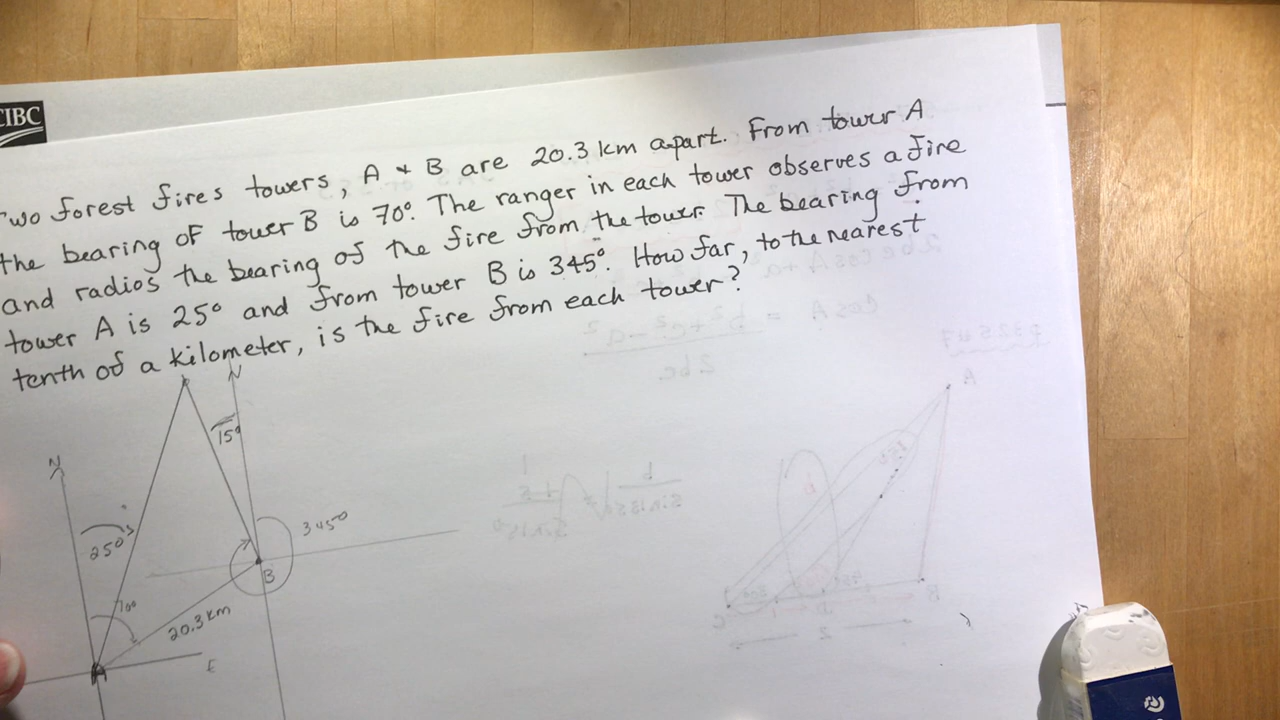 CIBC
Two forest fires towers, A & B are 20.3 km apart. From tower A
the bearing of tower B is 70°. The ranger in each tower observes a fire
and radios the bearing of the fire from the tower. The bearing from
tower A is 25° and from tower B is 345°. How far, to the nearest
tenth of a kilometer, is the fire from each tower?
N
N
15°
25°
345°
B
70°
20.3 km
A
E